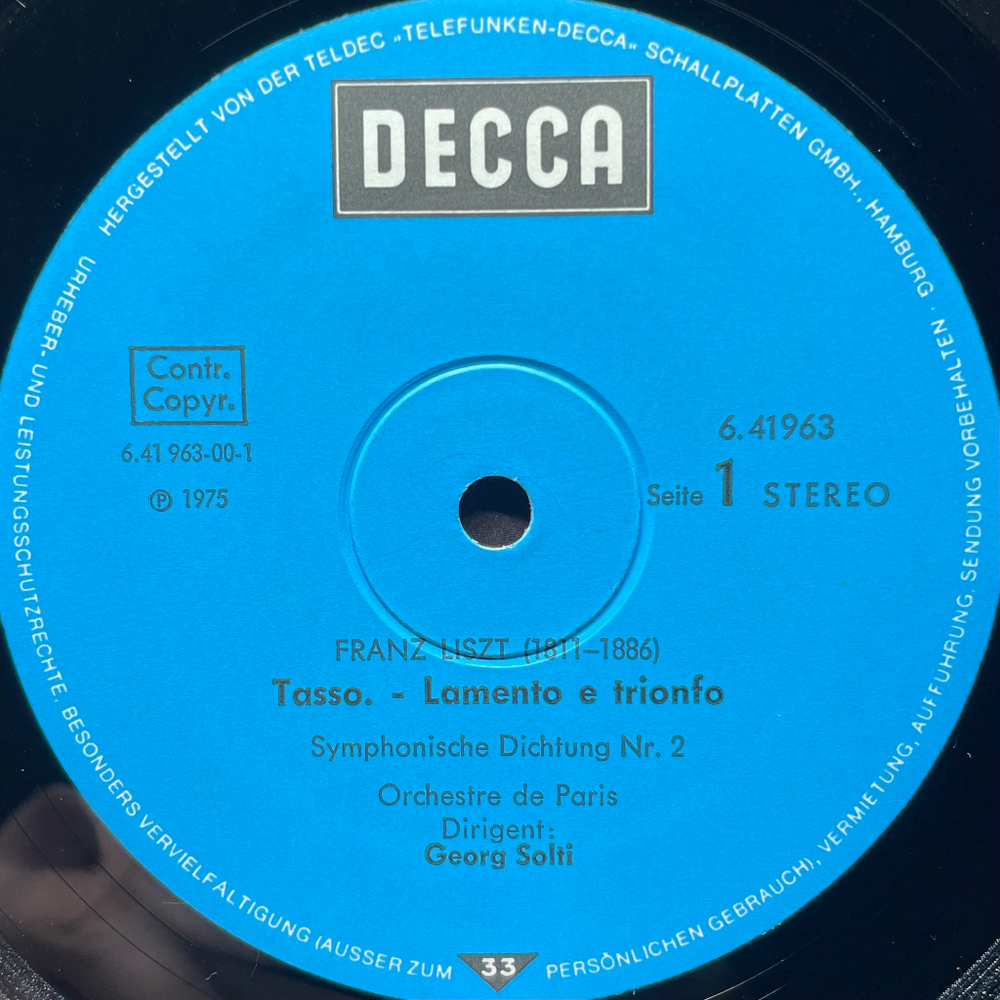 HERGESTELLT VON DER TELDEC „TELEFUNKEN-DECCA„ SCHALLPLATTEN GMBH., HAMBURG ·
URHEBER- UND LEISTUNGSSCHUTZRECHTE, BESONDERS VERVIELFALTIGUNG (AUSSER ZUM PERSÖNLICHEN GEBRAUCH), VERMIETUNG, AUFFUHRUNG, SENDUNG VORBEHALTEN
DECCA
Contr.
Copyr.
6.41 963-00-1
Ⓟ 1975
6.41963
Seite 1 STEREO
FRANZ LISZT (1811–1886)
Tasso. - Lamento e trionfo
Symphonische Dichtung Nr. 2
Orchestre de Paris
Dirigent:
Georg Solti
33